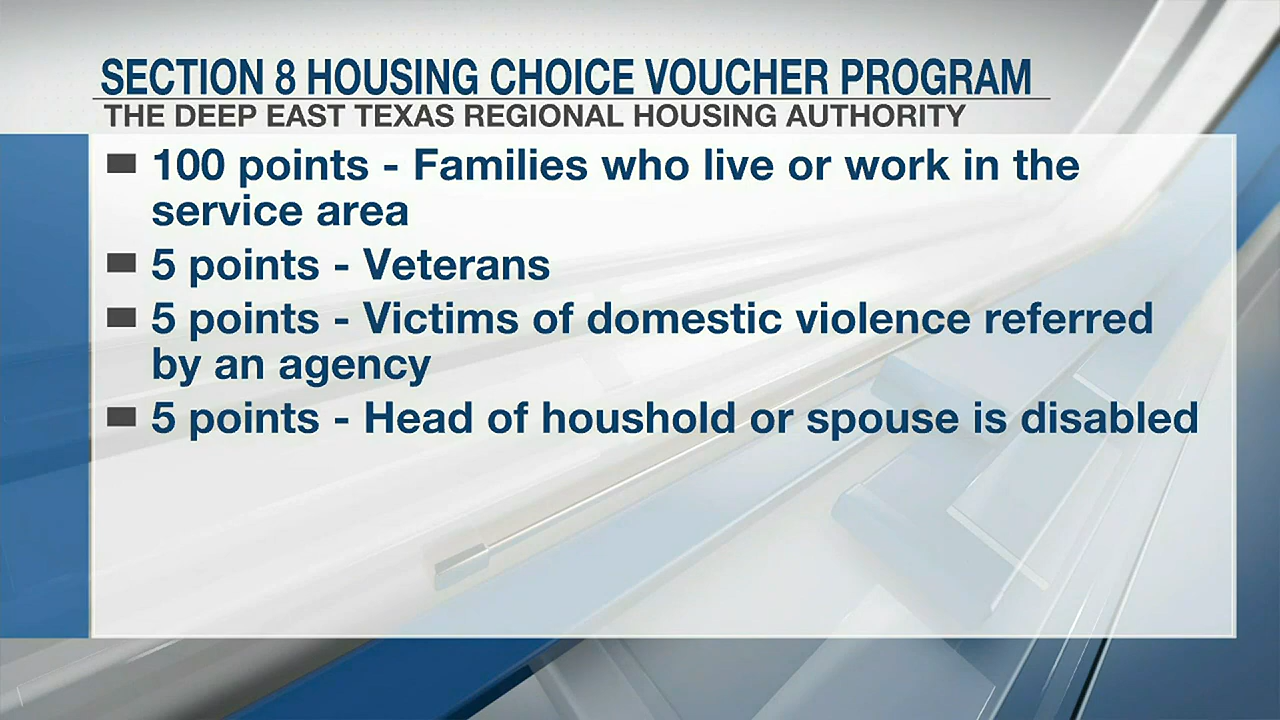 SECTION 8 HOUSING CHOICE VOUCHER PROGRAM
THE DEEP EAST TEXAS REGIONAL HOUSING AUTHORITY
100 points - Families who live or work in the
service area
5 points - Veterans
5 points - Victims of domestic violence referred
by an agency
5 points - Head of houshold or spouse is disabled